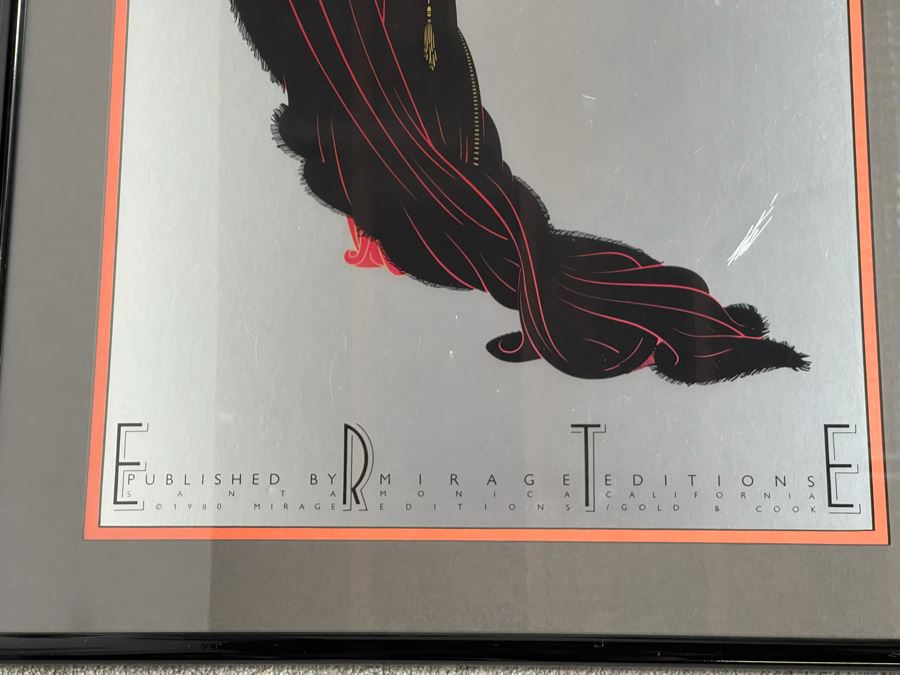 ERTE
PUBLISHED BY MIRAGE EDITIONS
SANTA MONICA CALIFORNIA
©1980 MIRAGE EDITIONS/GOLD & COOK